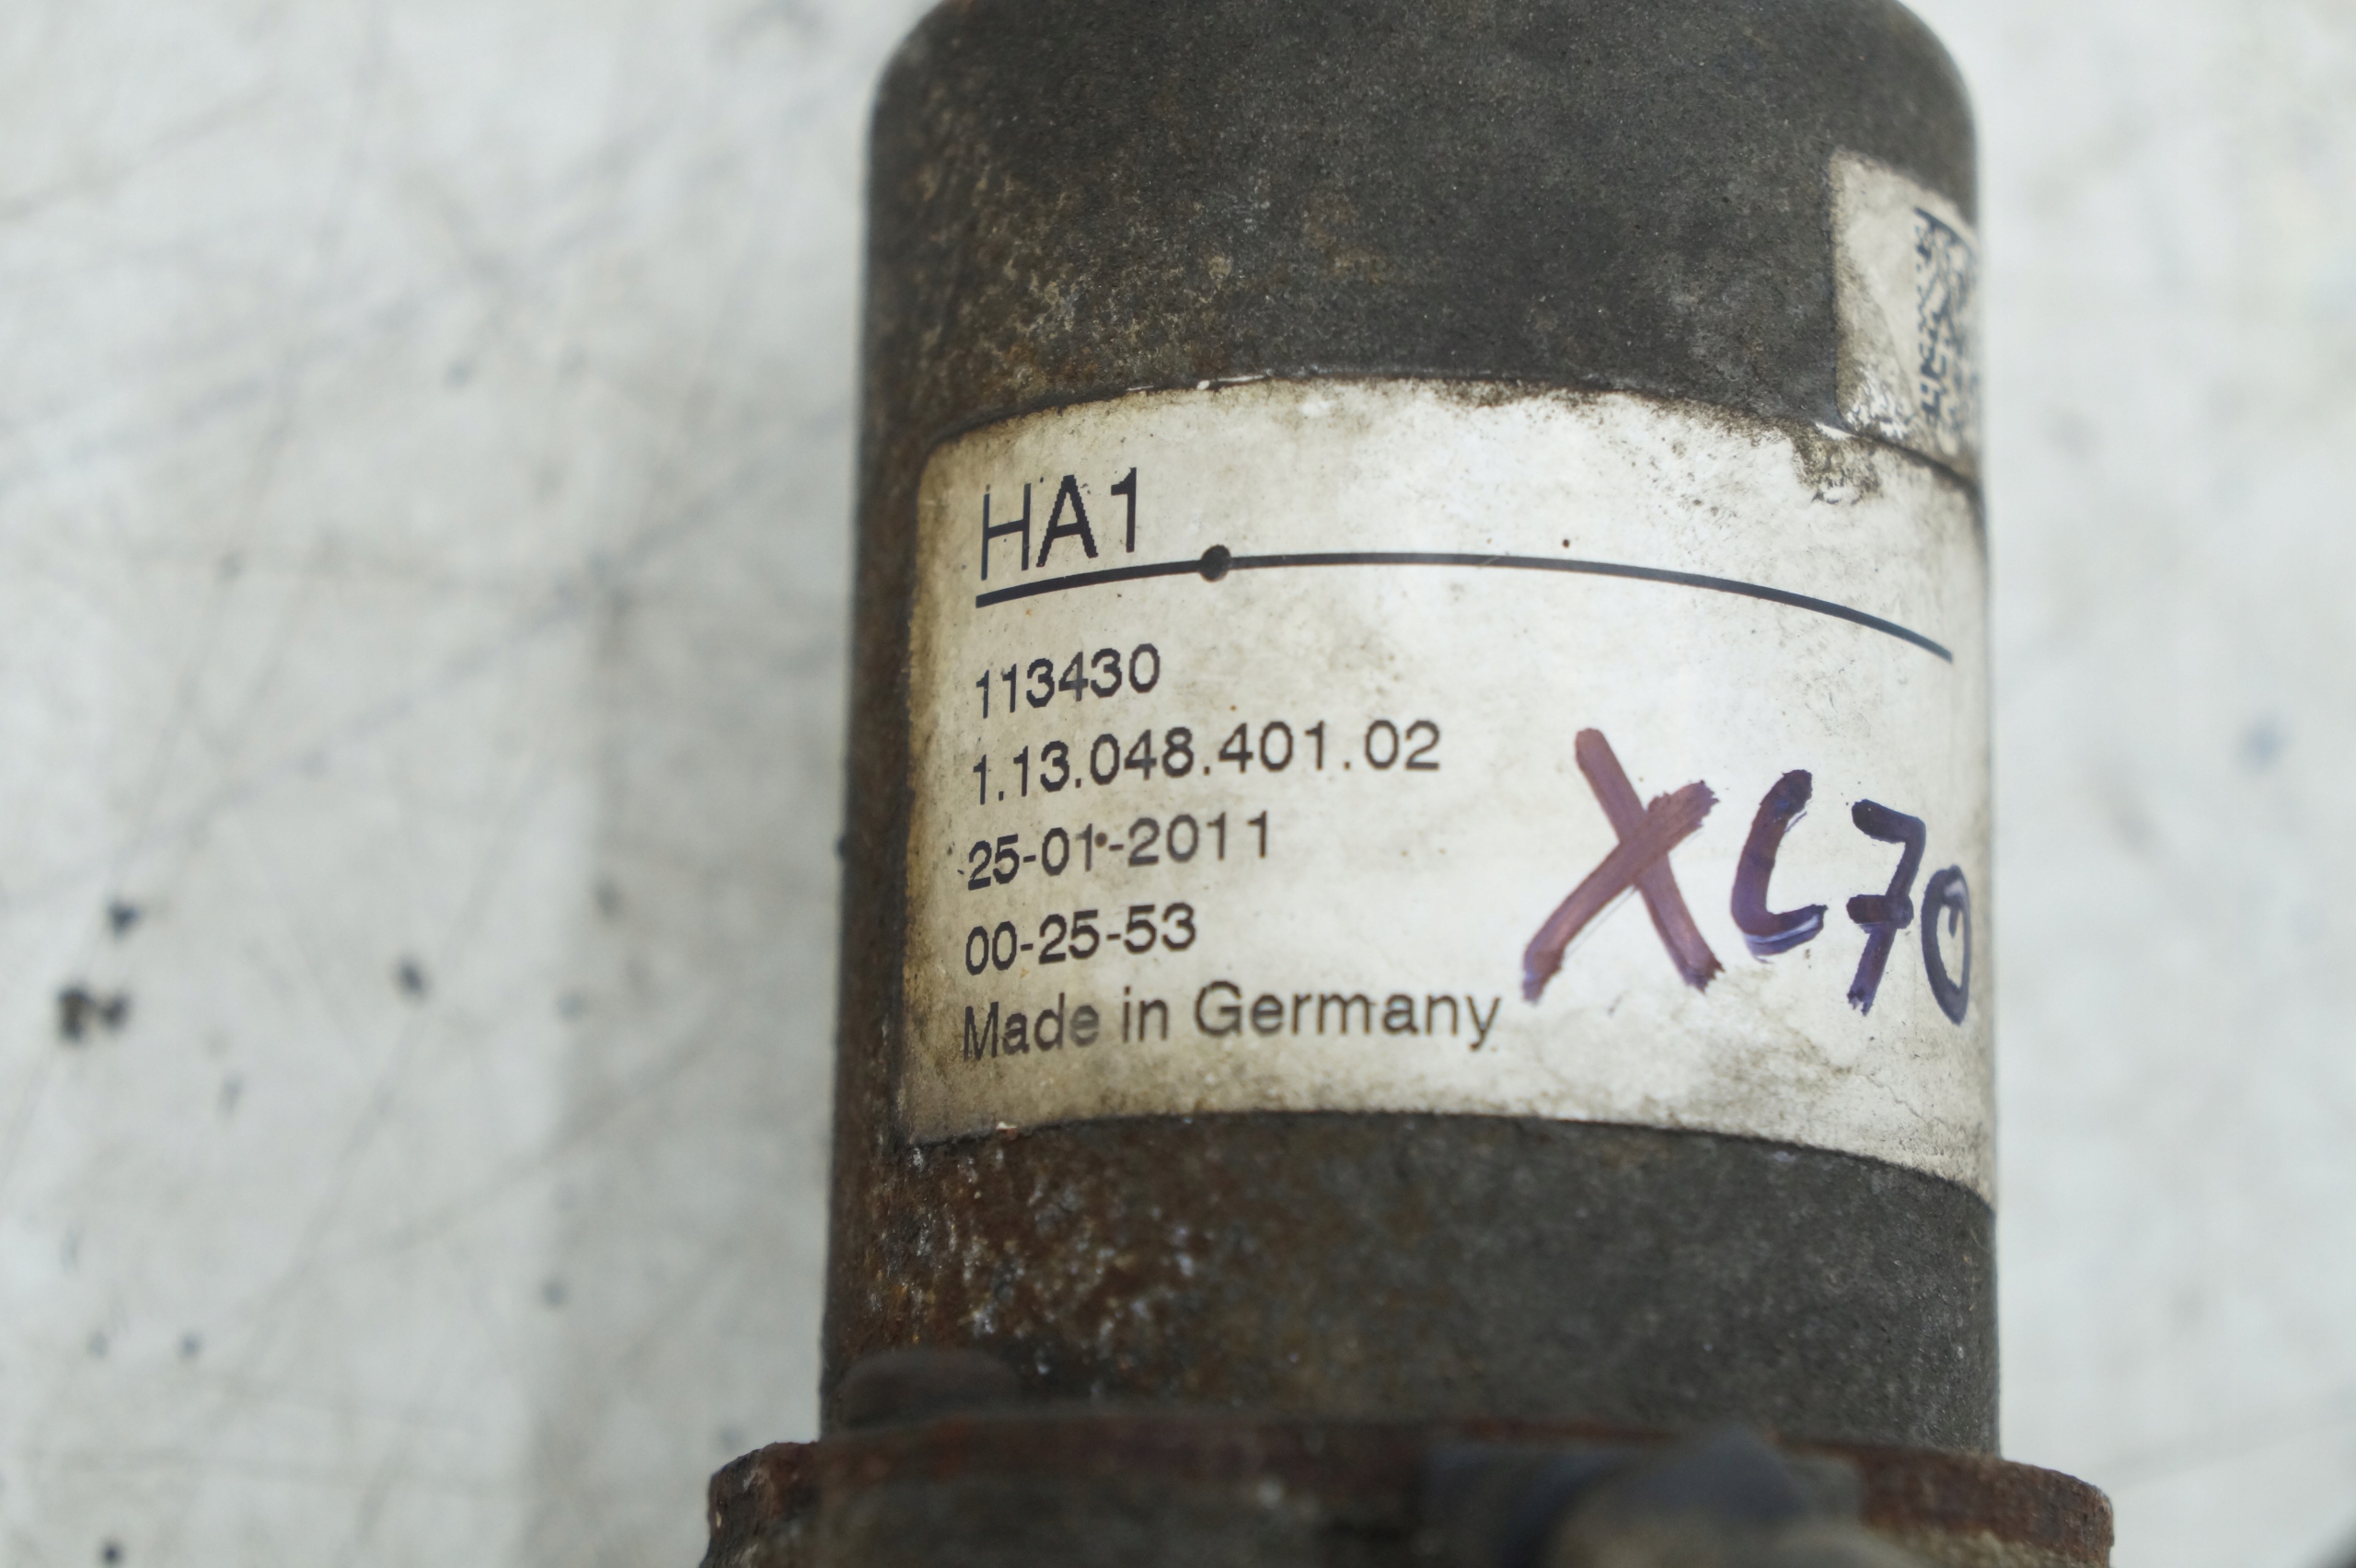 HA1
113430
1.13.048.401.02
25-01-2011
00-25-53
Made in Germany
XC70